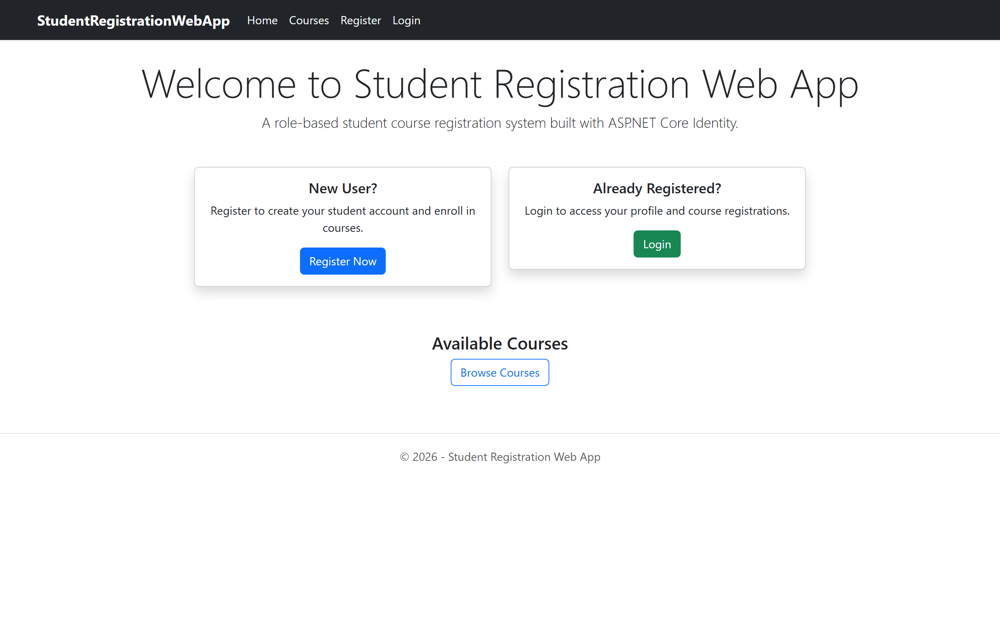 StudentRegistrationWebApp Home Courses Register Login
Welcome to Student Registration Web App
A role-based student course registration system built with ASP.NET Core Identity.
New User?
Register to create your student account and enroll in
courses.
Register Now
Already Registered?
Login to access your profile and course registrations.
Login
Available Courses
Browse Courses
© 2026 - Student Registration Web App